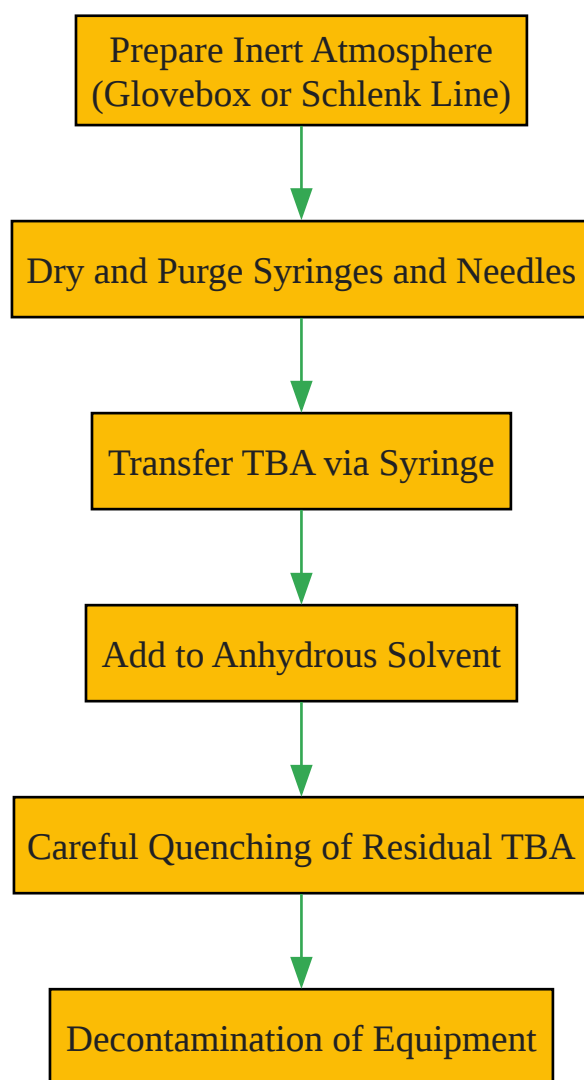 Prepare Inert Atmosphere
(Glovebox or Schlenk Line)
Dry and Purge Syringes and Needles
Transfer TBA via Syringe
Add to Anhydrous Solvent
Careful Quenching of Residual TBA
Decontamination of Equipment